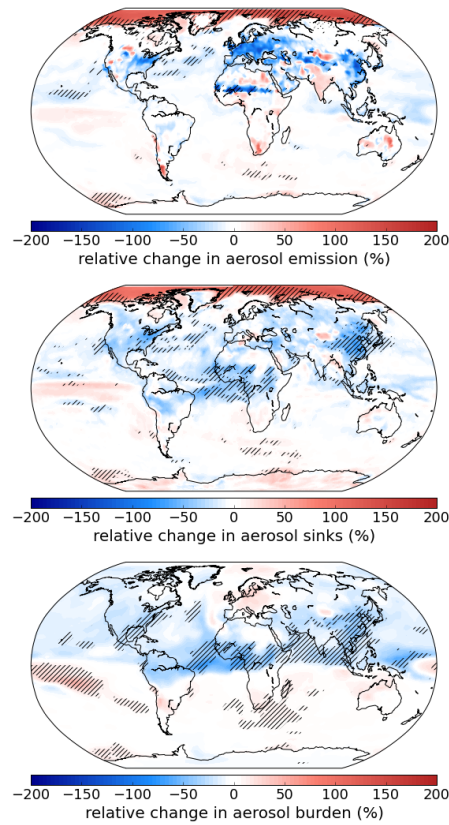 −200 −150 −100 −50 0 50 100 150 200
relative change in aerosol emission (%)
−200 −150 −100 −50 0 50 100 150 200
relative change in aerosol sinks (%)
−200 −150 −100 −50 0 50 100 150 200
relative change in aerosol burden (%)